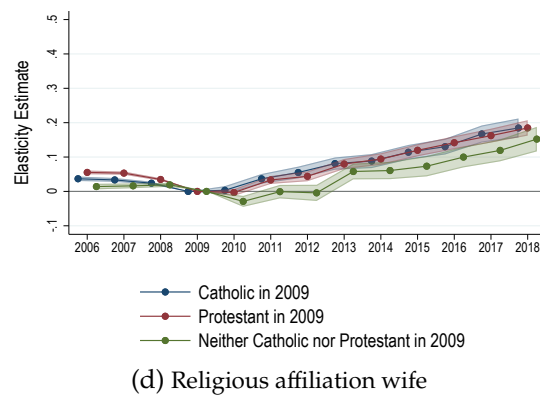 Elasticity Estimate
.5
.4
.3
.2
.1
0
-.1
2006 2007 2008 2009 2010 2011 2012 2013 2014 2015 2016 2017 2018
Catholic in 2009
Protestant in 2009
Neither Catholic nor Protestant in 2009
(d) Religious affiliation wife